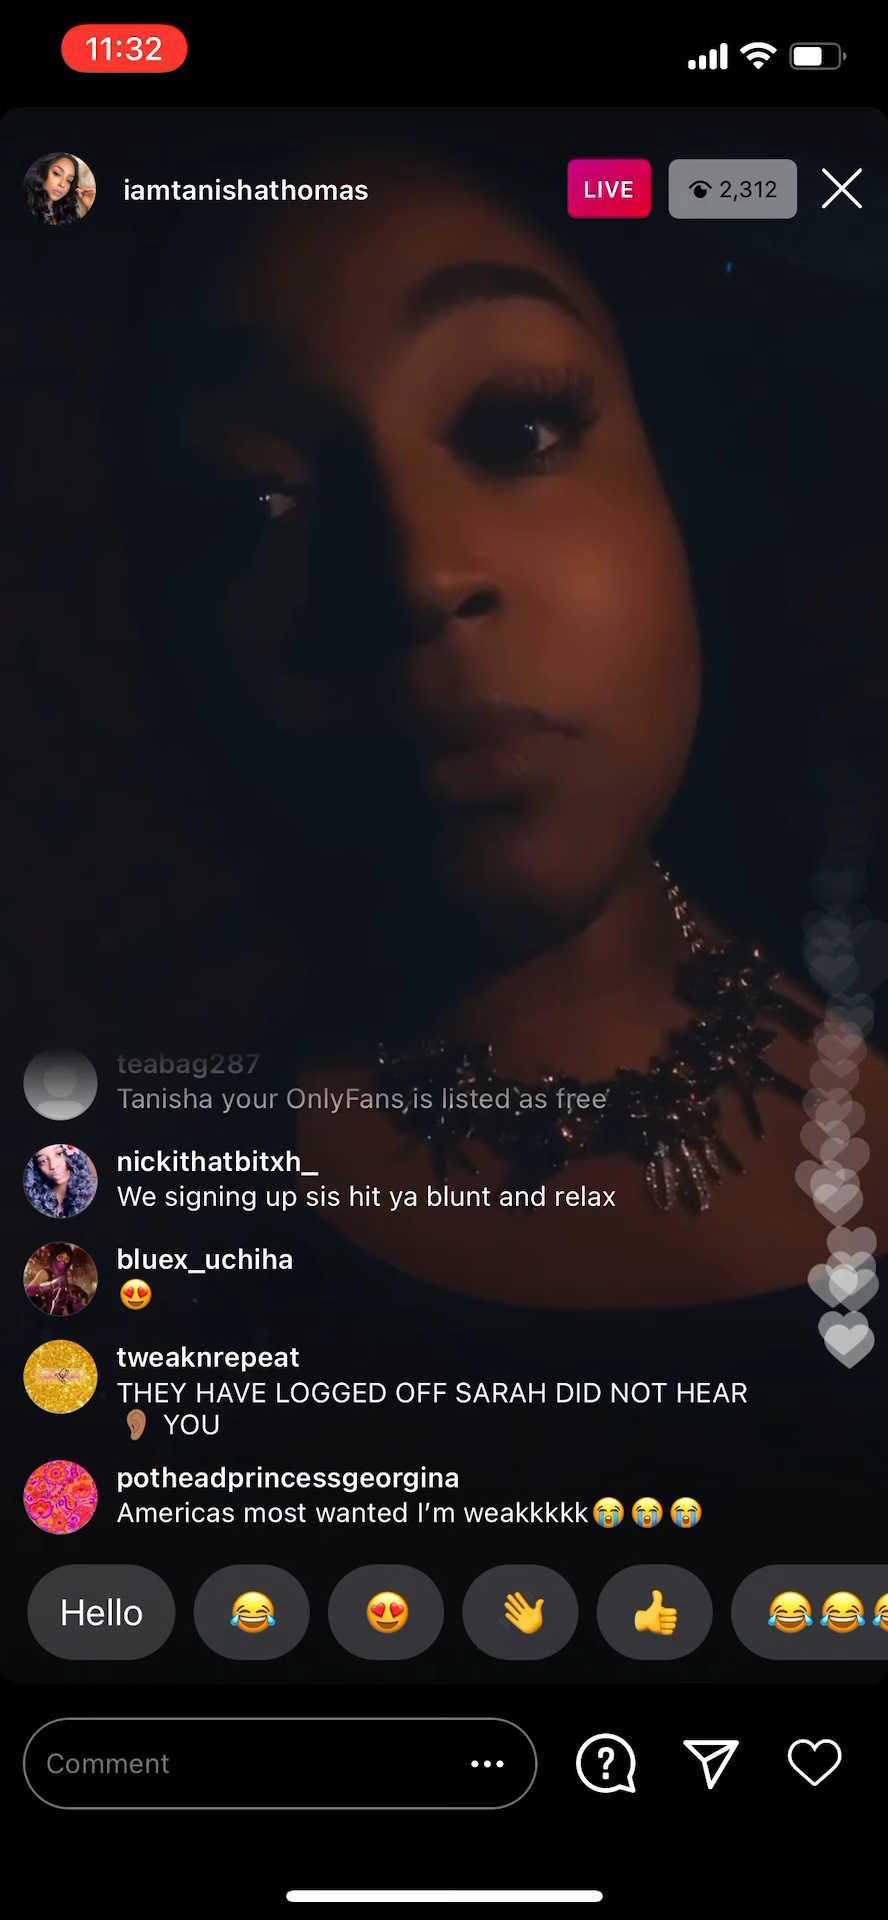 11:32
iamtanishathomas
LIVE
2,312
teabag287
Tanisha your OnlyFans is listed as free
nickithatbitxh_
We signing up sis hit ya blunt and relax
bluex_uchiha
😍
tweaknrepeat
THEY HAVE LOGGED OFF SARAH DID NOT HEAR
👂🏽 YOU
potheadprincessgeorgina
Americas most wanted I’m weakkkkk😭😭😭
Hello
😂
😍
👋
👍
😂😂😂
Comment